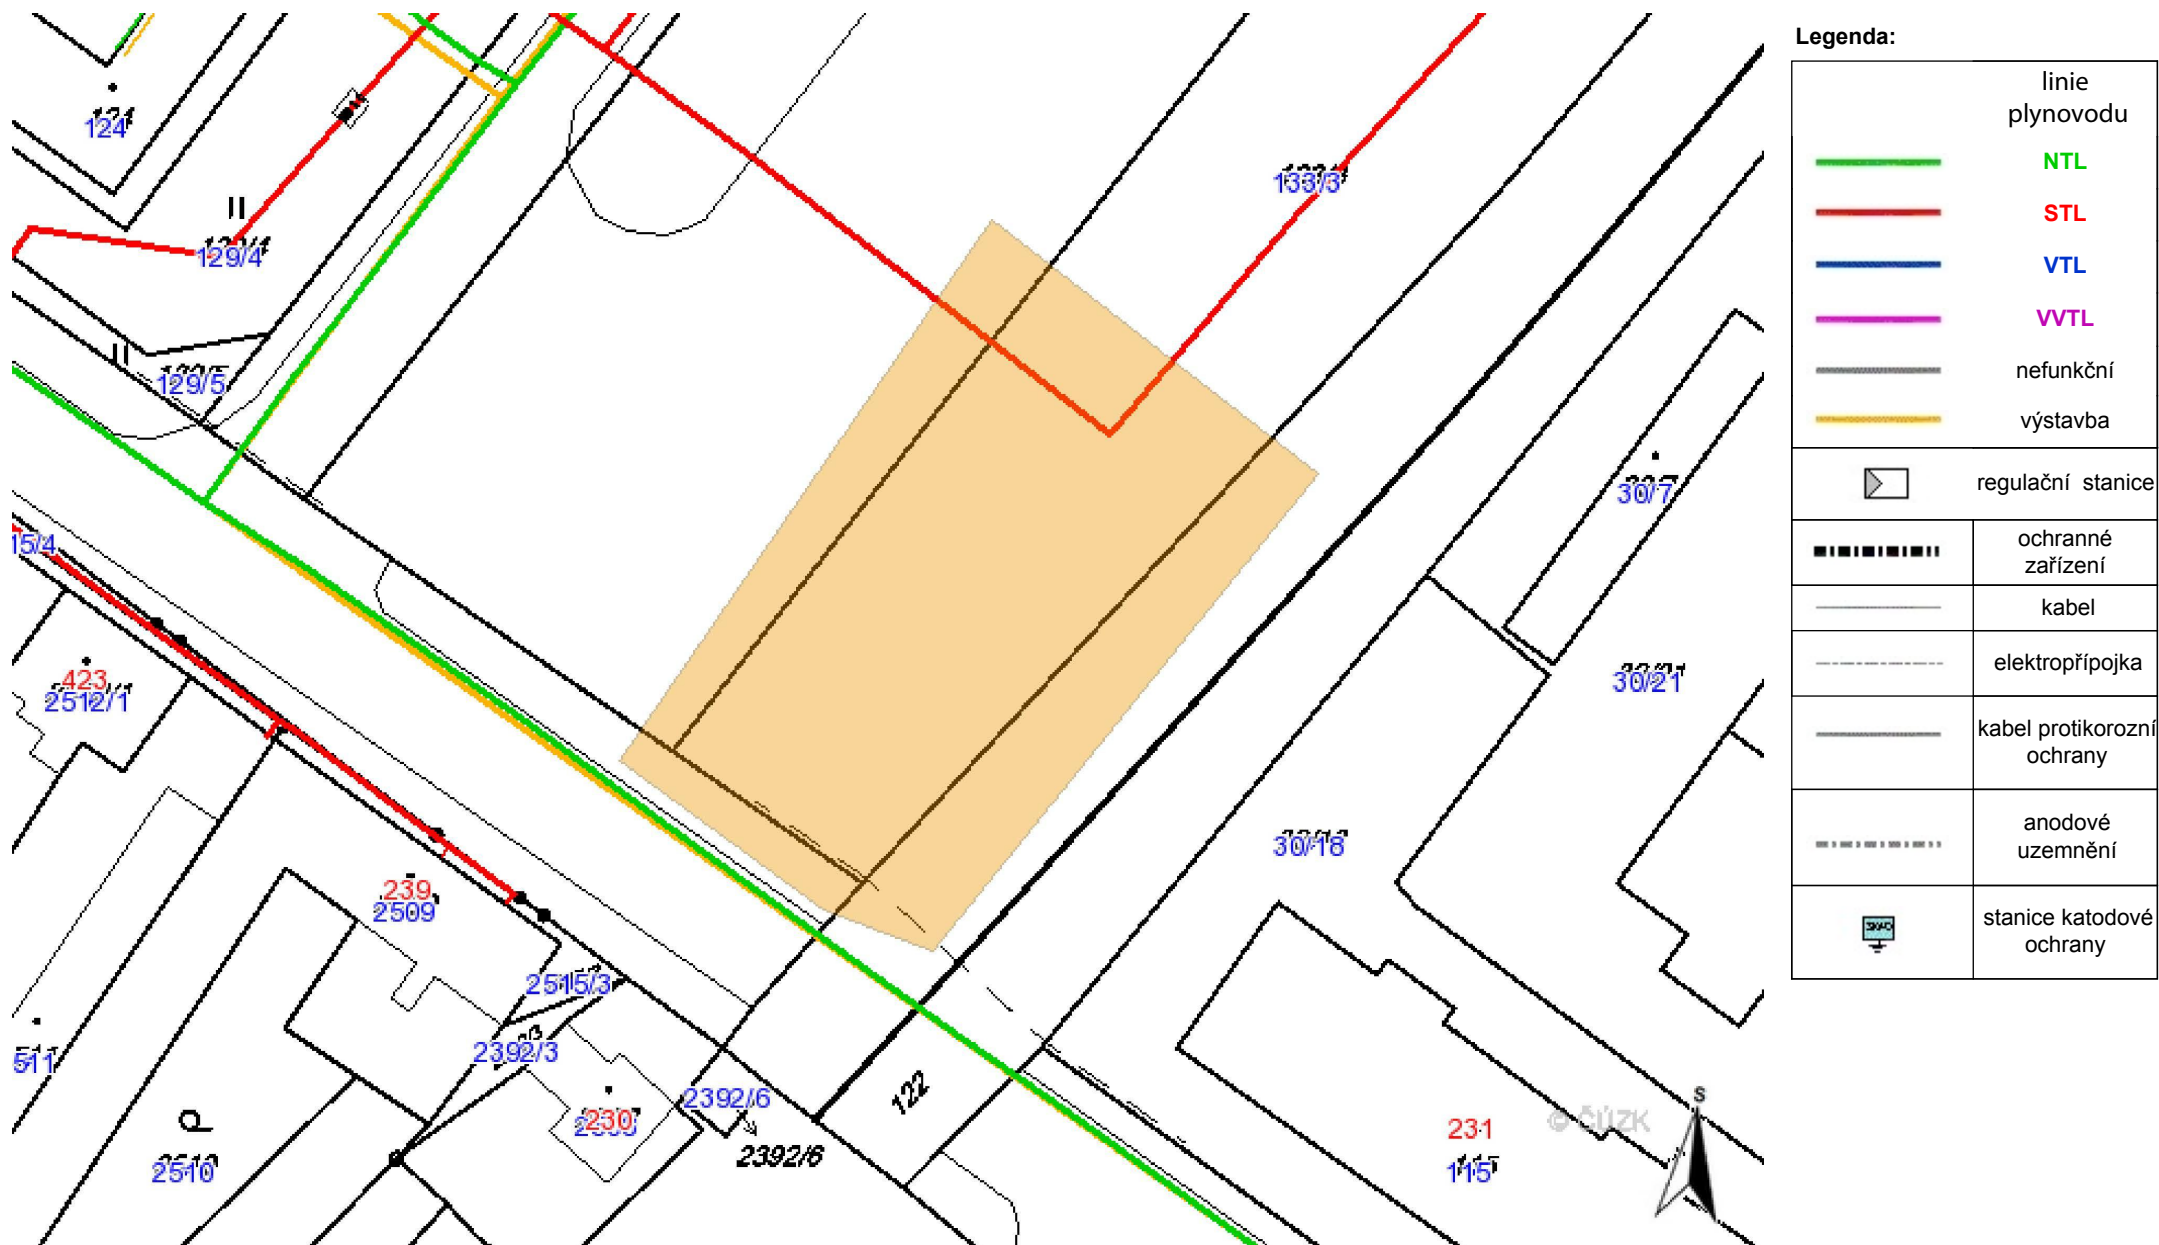 Legenda:
linie
plynovodu
NTL
STL
VTL
VVTL
nefunkční
výstavba
regulační stanice
ochranné
zařízení
kabel
elektropřípojka
kabel protikorozní
ochrany
anodové
uzemnění
stanice katodové
ochrany
124
133/3
129/4
129/5
30/7
15/4
423
2512/1
30/21
30/18
239
2509
2515/3
511
2392/3
2392/6
122
230
2392/6
2510
231
115
© ČÚZK
S